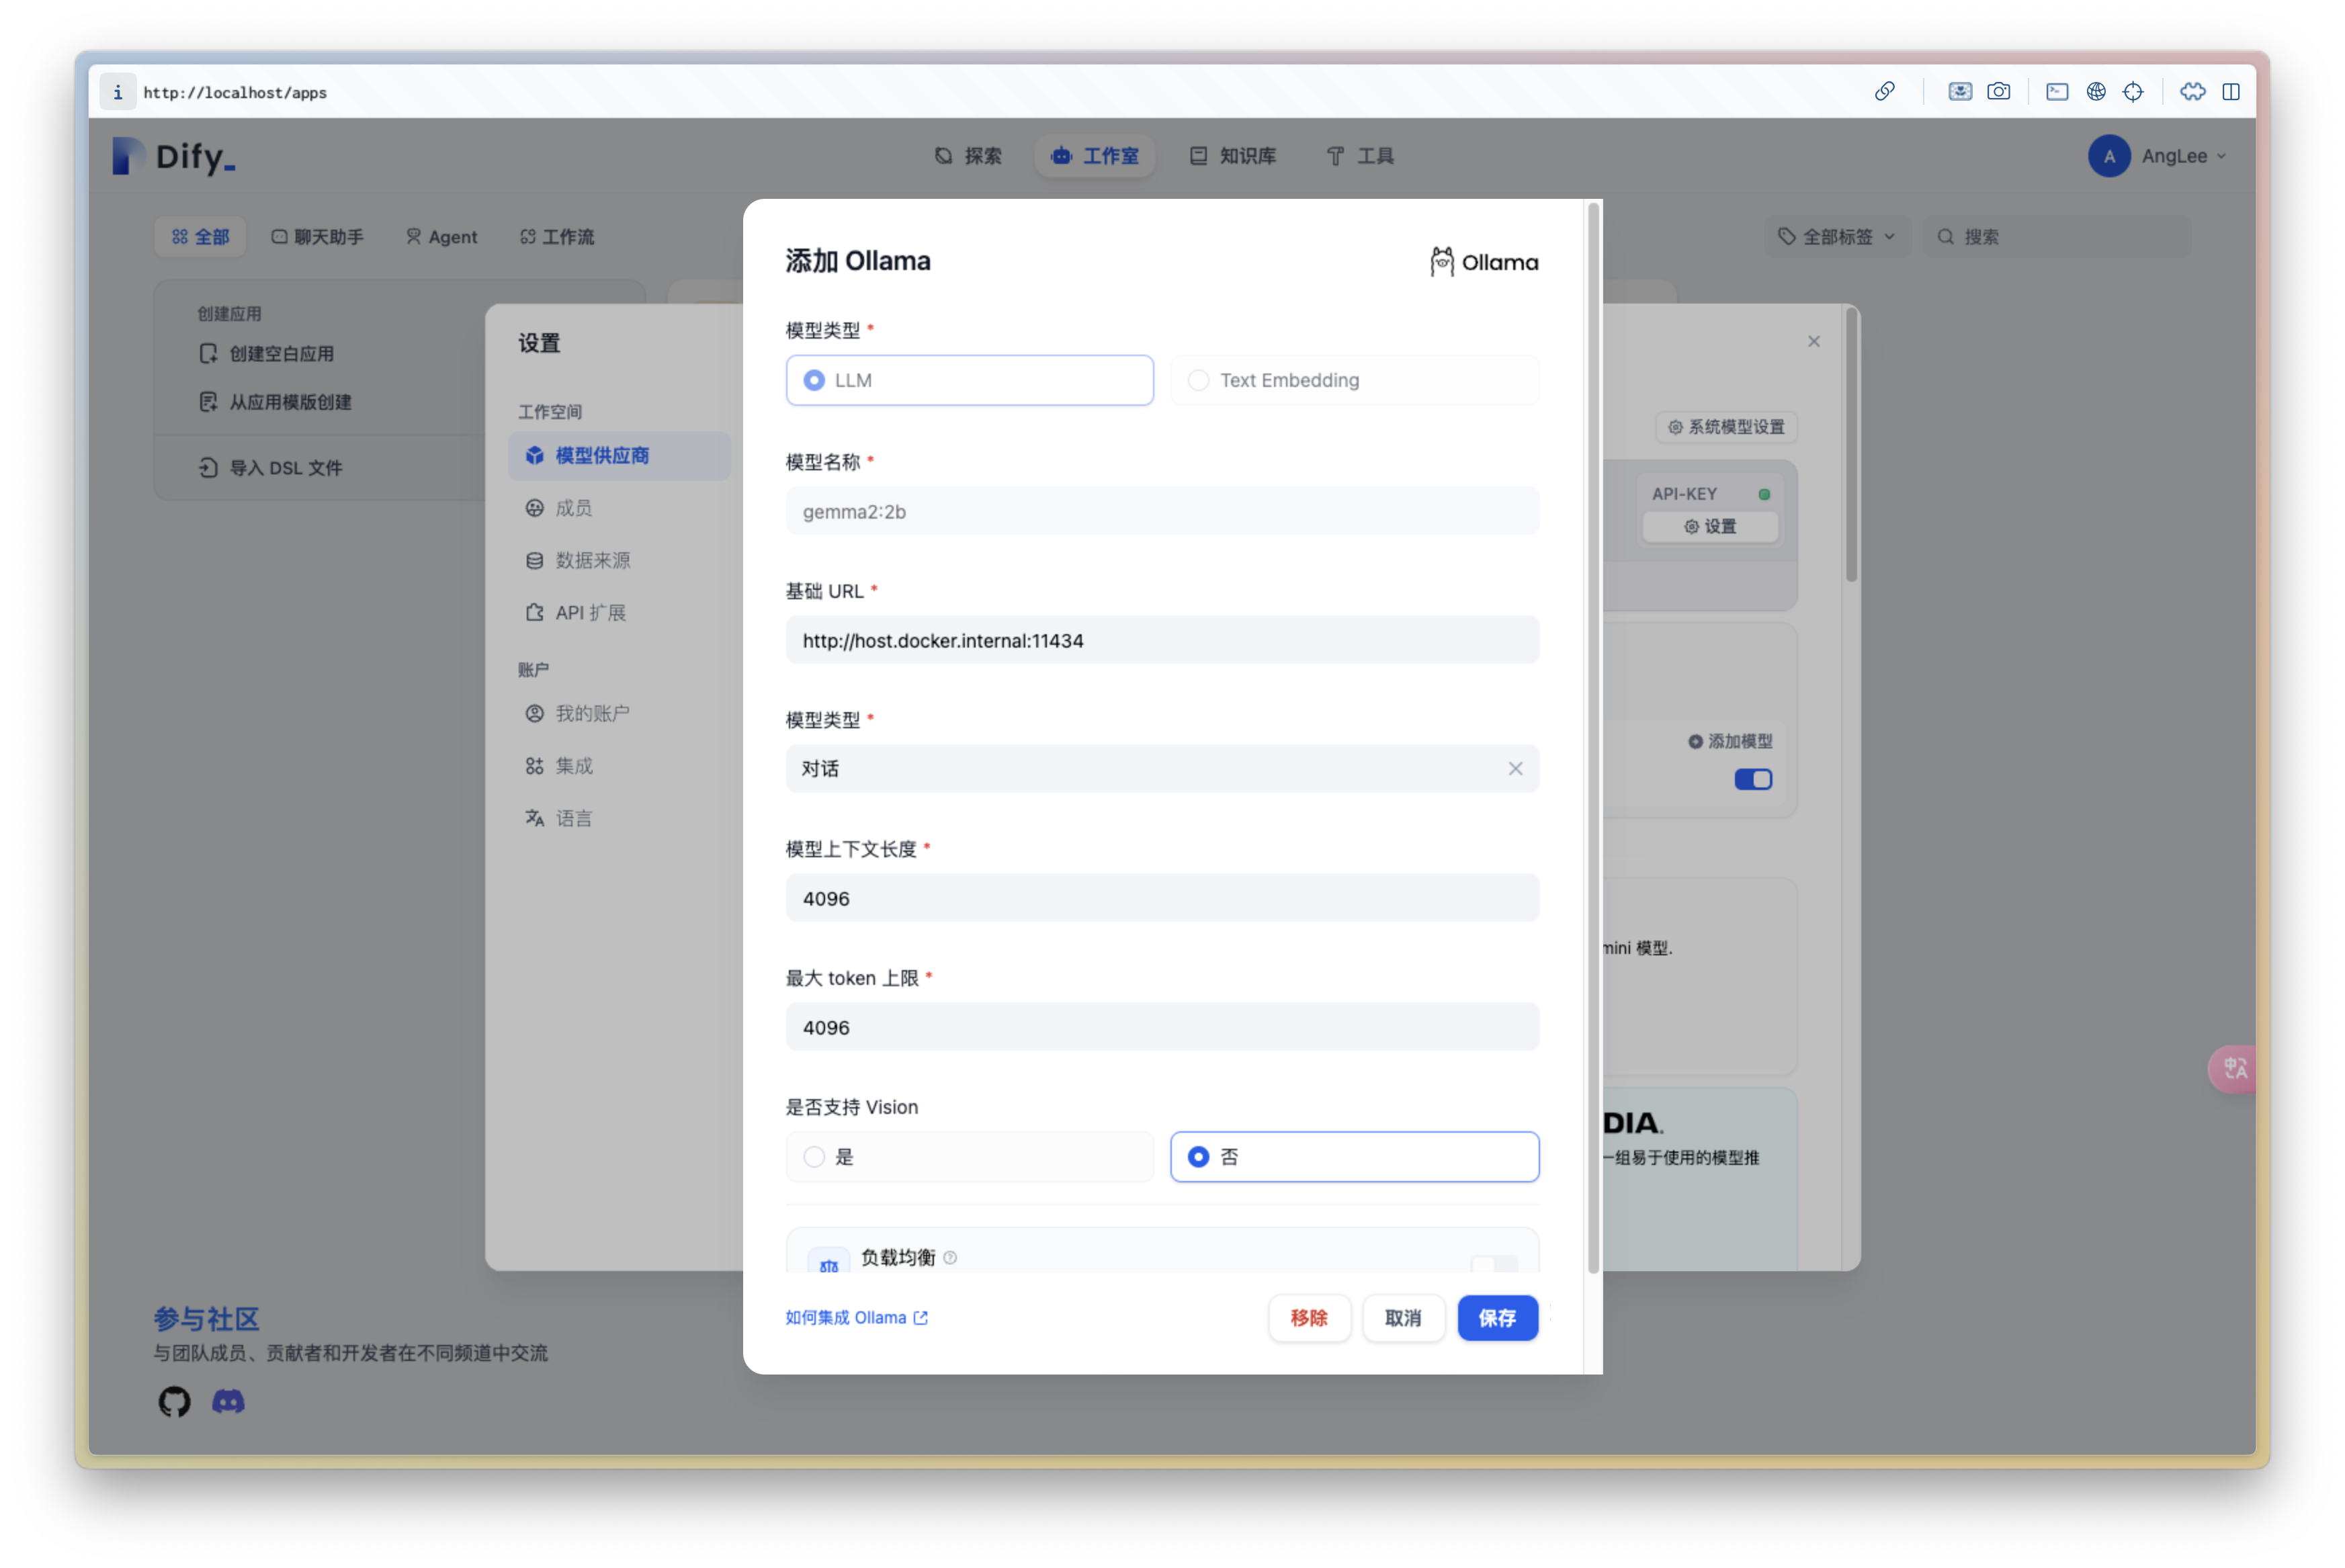 http://localhost/apps
Dify_
探索
工作室
知识库
工具
A
AngLee
全部
聊天助手
Agent
工作流
全部标签
搜索
创建应用
创建空白应用
从应用模版创建
导入 DSL 文件
设置
工作空间
模型供应商
成员
数据来源
API 扩展
账户
我的账户
集成
语言
添加 Ollama
Ollama
模型类型 *
LLM
Text Embedding
模型名称 *
gemma2:2b
基础 URL *
http://host.docker.internal:11434
模型类型 *
对话
模型上下文长度 *
4096
最大 token 上限 *
4096
是否支持 Vision
是
否
负载均衡
如何集成 Ollama
移除
取消
保存
系统模型设置
API-KEY
设置
添加模型
mini 模型.
DIA.
一组易于使用的模型推
参与社区
与团队成员、贡献者和开发者在不同频道中交流